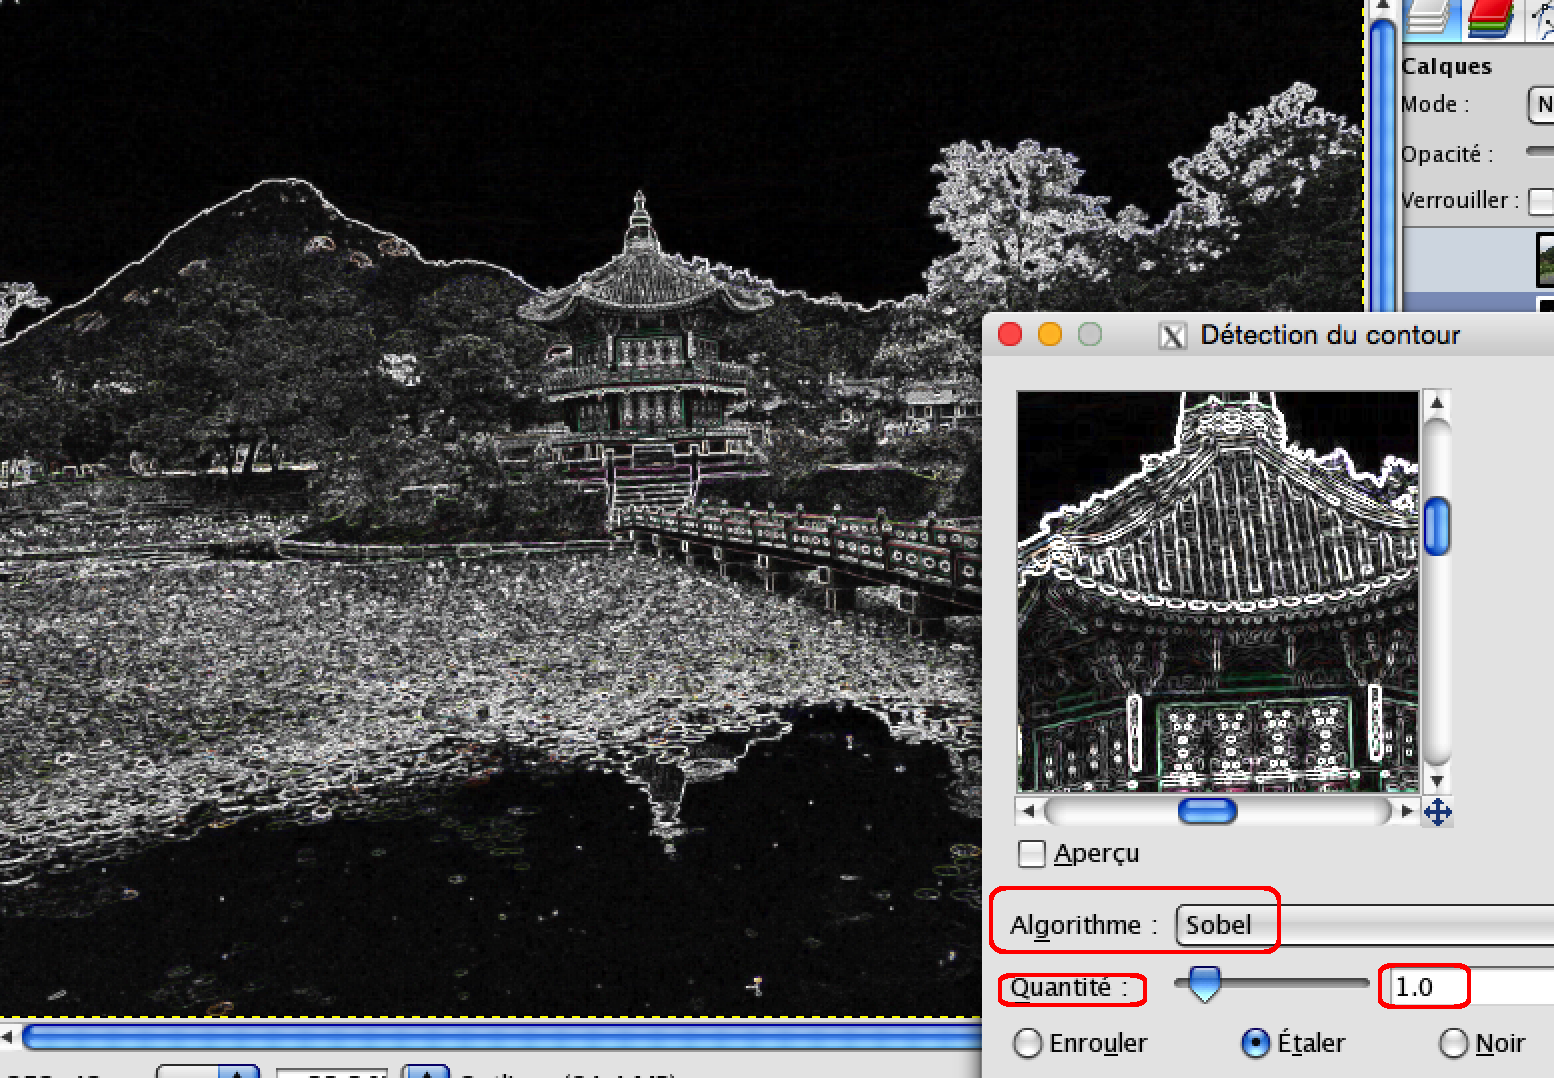 Calques
Mode : N
Opacité :
Verrouiller :
Détection du contour
Aperçu
Algorithme : Sobel
Quantité : 1.0
Enrouler Étaler Noir